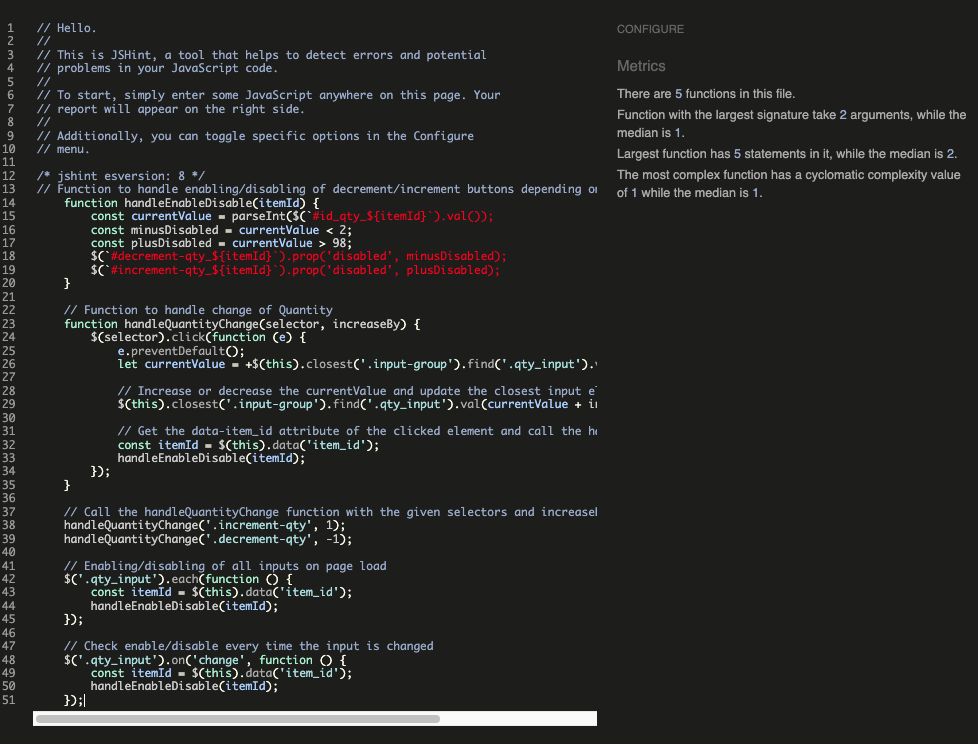 1 // Hello.
2 //
3 // This is JSHint, a tool that helps to detect errors and potential
4 // problems in your JavaScript code.
5 //
6 // To start, simply enter some JavaScript anywhere on this page. Your
7 // report will appear on the right side.
8 //
9 // Additionally, you can toggle specific options in the Configure
10 // menu.
11
12 /* jshint esversion: 8 */
13 // Function to handle enabling/disabling of decrement/increment buttons depending
14 function handleEnableDisable(itemId) {
15 const currentValue = parseInt($(`#id_qty_${itemId}`).val());
16 const minusDisabled = currentValue < 2;
17 const plusDisabled = currentValue > 98;
18 $(`#decrement-qty_${itemId}`).prop('disabled', minusDisabled);
19 $(`#increment-qty_${itemId}`).prop('disabled', plusDisabled);
20 }
21
22 // Function to handle change of Quantity
23 function handleQuantityChange(selector, increaseBy) {
24 $(selector).click(function (e) {
25 e.preventDefault();
26 let currentValue = +$(this).closest('.input-group').find('.qty_input').
27
28 // Increase or decrease the currentValue and update the closest input
29 $(this).closest('.input-group').find('.qty_input').val(currentValue +
30
31 // Get the data-item_id attribute of the clicked element and call the
32 const itemId = $(this).data('item_id');
33 handleEnableDisable(itemId);
34 });
35 }
36
37 // Call the handleQuantityChange function with the given selectors and
38 handleQuantityChange('.increment-qty', 1);
39 handleQuantityChange('.decrement-qty', -1);
40
41 // Enabling/disabling of all inputs on page load
42 $('.qty_input').each(function () {
43 const itemId = $(this).data('item_id');
44 handleEnableDisable(itemId);
45 });
46
47 // Check enable/disable every time the input is changed
48 $('.qty_input').on('change', function () {
49 const itemId = $(this).data('item_id');
50 handleEnableDisable(itemId);
51 });
CONFIGURE
Metrics
There are 5 functions in this file.
Function with the largest signature take 2 arguments, while the
median is 1.
Largest function has 5 statements in it, while the median is 2.
The most complex function has a cyclomatic complexity value
of 1 while the median is 1.